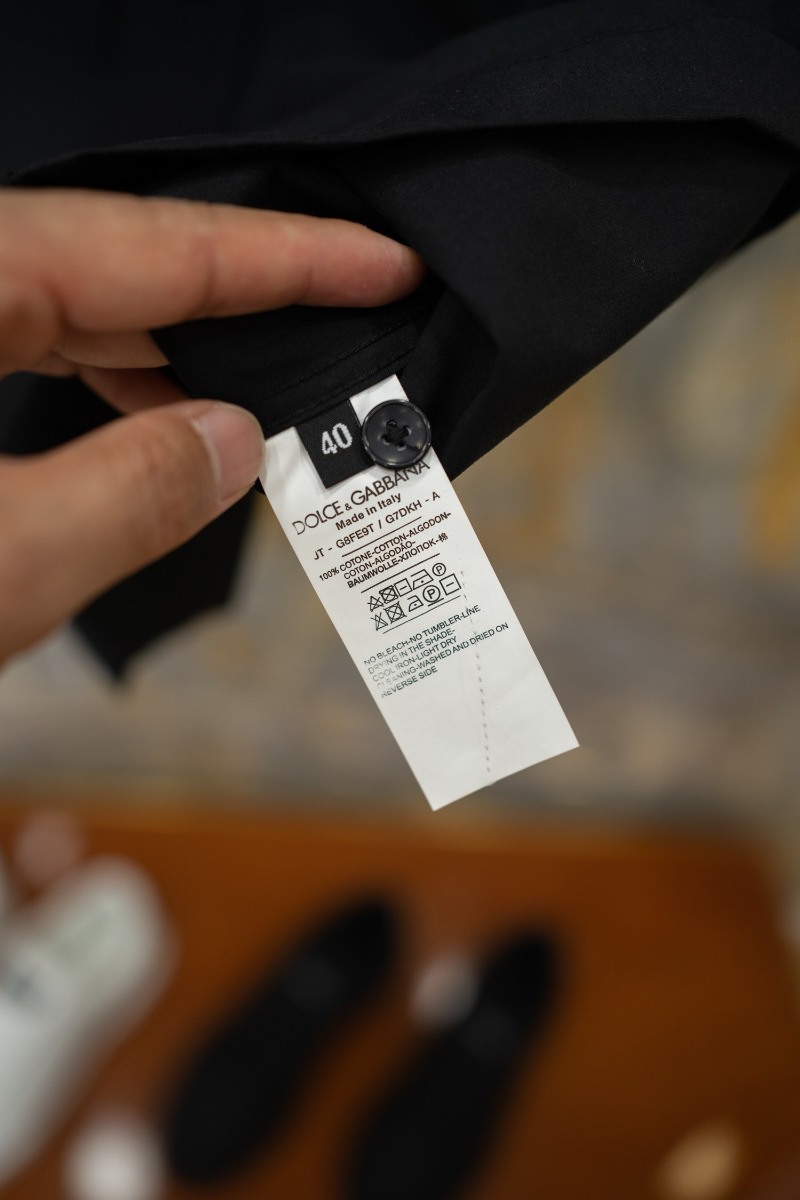 40
DOLCE & GABBANA
Made in Italy
JT - G8FE9T / G7DKH - A
100% COTONE-COTTON-ALGODON-
COTON-ALGODÃO-
BAUMWOLLE-ХЛОПОК-棉
NO BLEACH-NO TUMBLER-LINE
DRYING IN THE SHADE-
COOL IRON-LIGHT DRY
CLEANING-WASHED AND DRIED ON
REVERSE SIDE